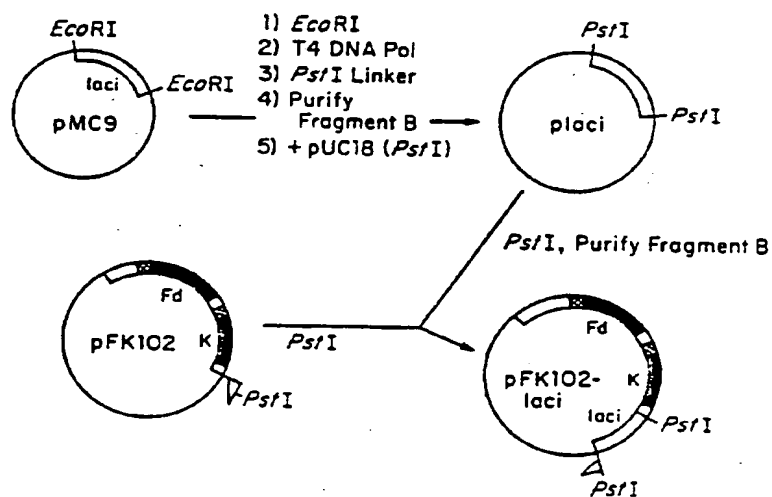 EcoRI
laci
EcoRI
pMC9
1) EcoRI
2) T4 DNA Pol
3) PstI Linker
4) Purify
Fragment B
5) + pUC18 (PstI)
PstI
PstI
placi
PstI, Purify Fragment B
Fd
K
pFK102
PstI
PstI
Fd
K
pFK102-
laci
laci
PstI
PstI